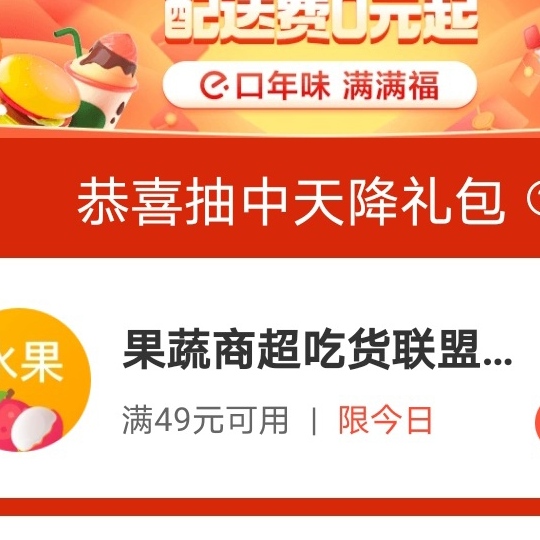 配送费0元起
口年味 满满福
恭喜抽中天降礼包
水果
果蔬商超吃货联盟...
满49元可用 | 限今日